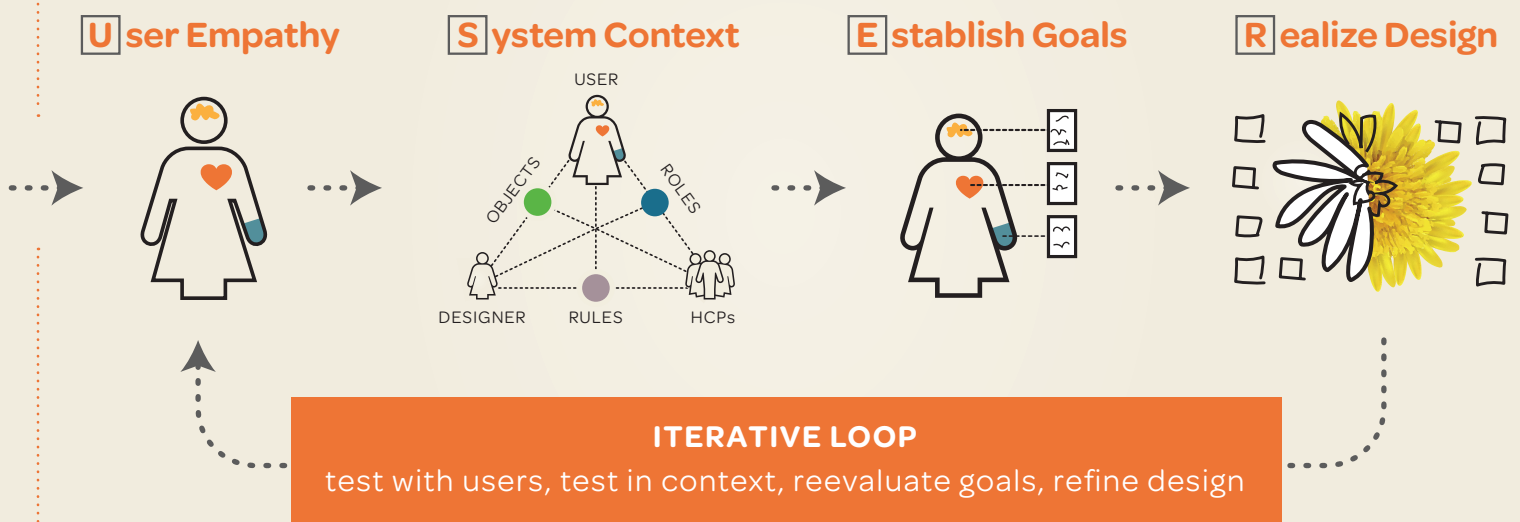 User Empathy
System Context
Establish Goals
Realize Design
USER
OBJECTS
ROLES
DESIGNER
RULES
HCPs
ITERATIVE LOOP
test with users, test in context, reevaluate goals, refine design